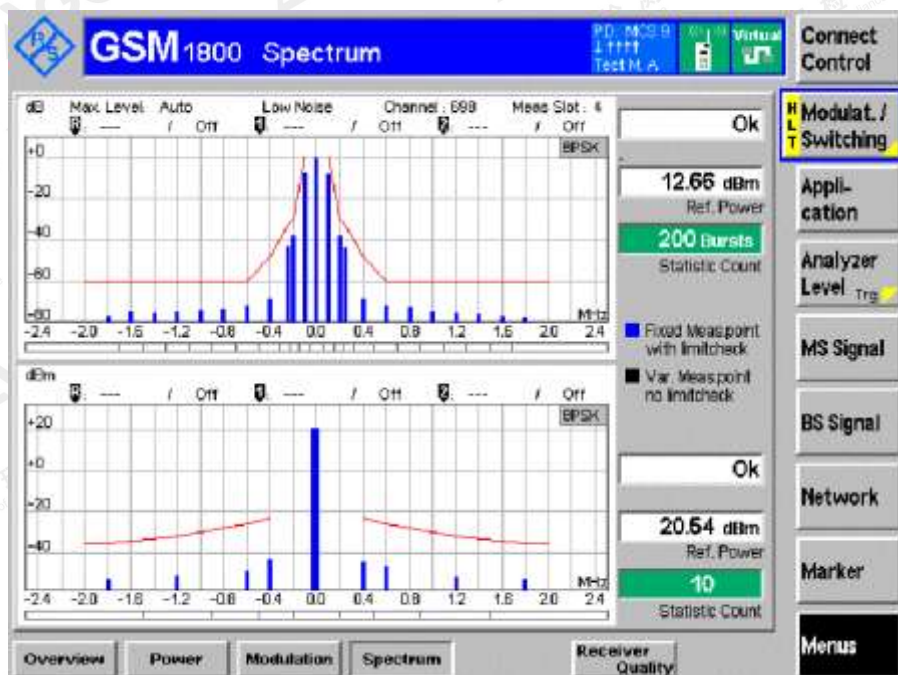 R/S
GSM 1800 Spectrum
P.D.: MCS 9
Test M. A
Virtual
Connect Control
dB Max. Level: Auto Low Noise Channel: 698 Meas Slot: 4
--- / Off --- / Off --- / Off
8PSK
+0
-20
-40
-60
-80
MHz
-2.4 -2.0 -1.6 -1.2 -0.8 -0.4 0.0 0.4 0.8 1.2 1.6 2.0 2.4
dBm
--- / Off --- / Off --- / Off
8PSK
+20
+0
-20
-40
MHz
-2.4 -2.0 -1.6 -1.2 -0.8 -0.4 0.0 0.4 0.8 1.2 1.6 2.0 2.4
Ok
12.66 dBm
Ref. Power
200 Bursts
Statistic Count
Fixed Meas.point
with limitcheck
Var. Meas.point
no limitcheck
Ok
20.54 dBm
Ref. Power
10
Statistic Count
HLT
Modulat. /
Switching
Appli-
cation
Analyzer
Level Trg
MS Signal
BS Signal
Network
Marker
Menus
Overview
Power
Modulation
Spectrum
Receiver
Quality